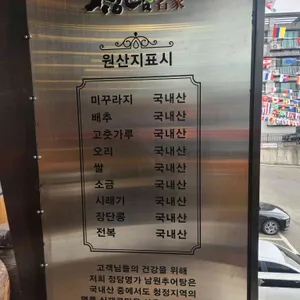 원산지표시
미꾸라지 국내산
배추 국내산
고춧가루 국내산
오리 국내산
쌀 국내산
소금 국내산
시래기 국내산
장단콩 국내산
전복 국내산
고객님들의 건강을 위해
저희 정담명가 남원추어탕은
국내산 중에서도 청정지역의